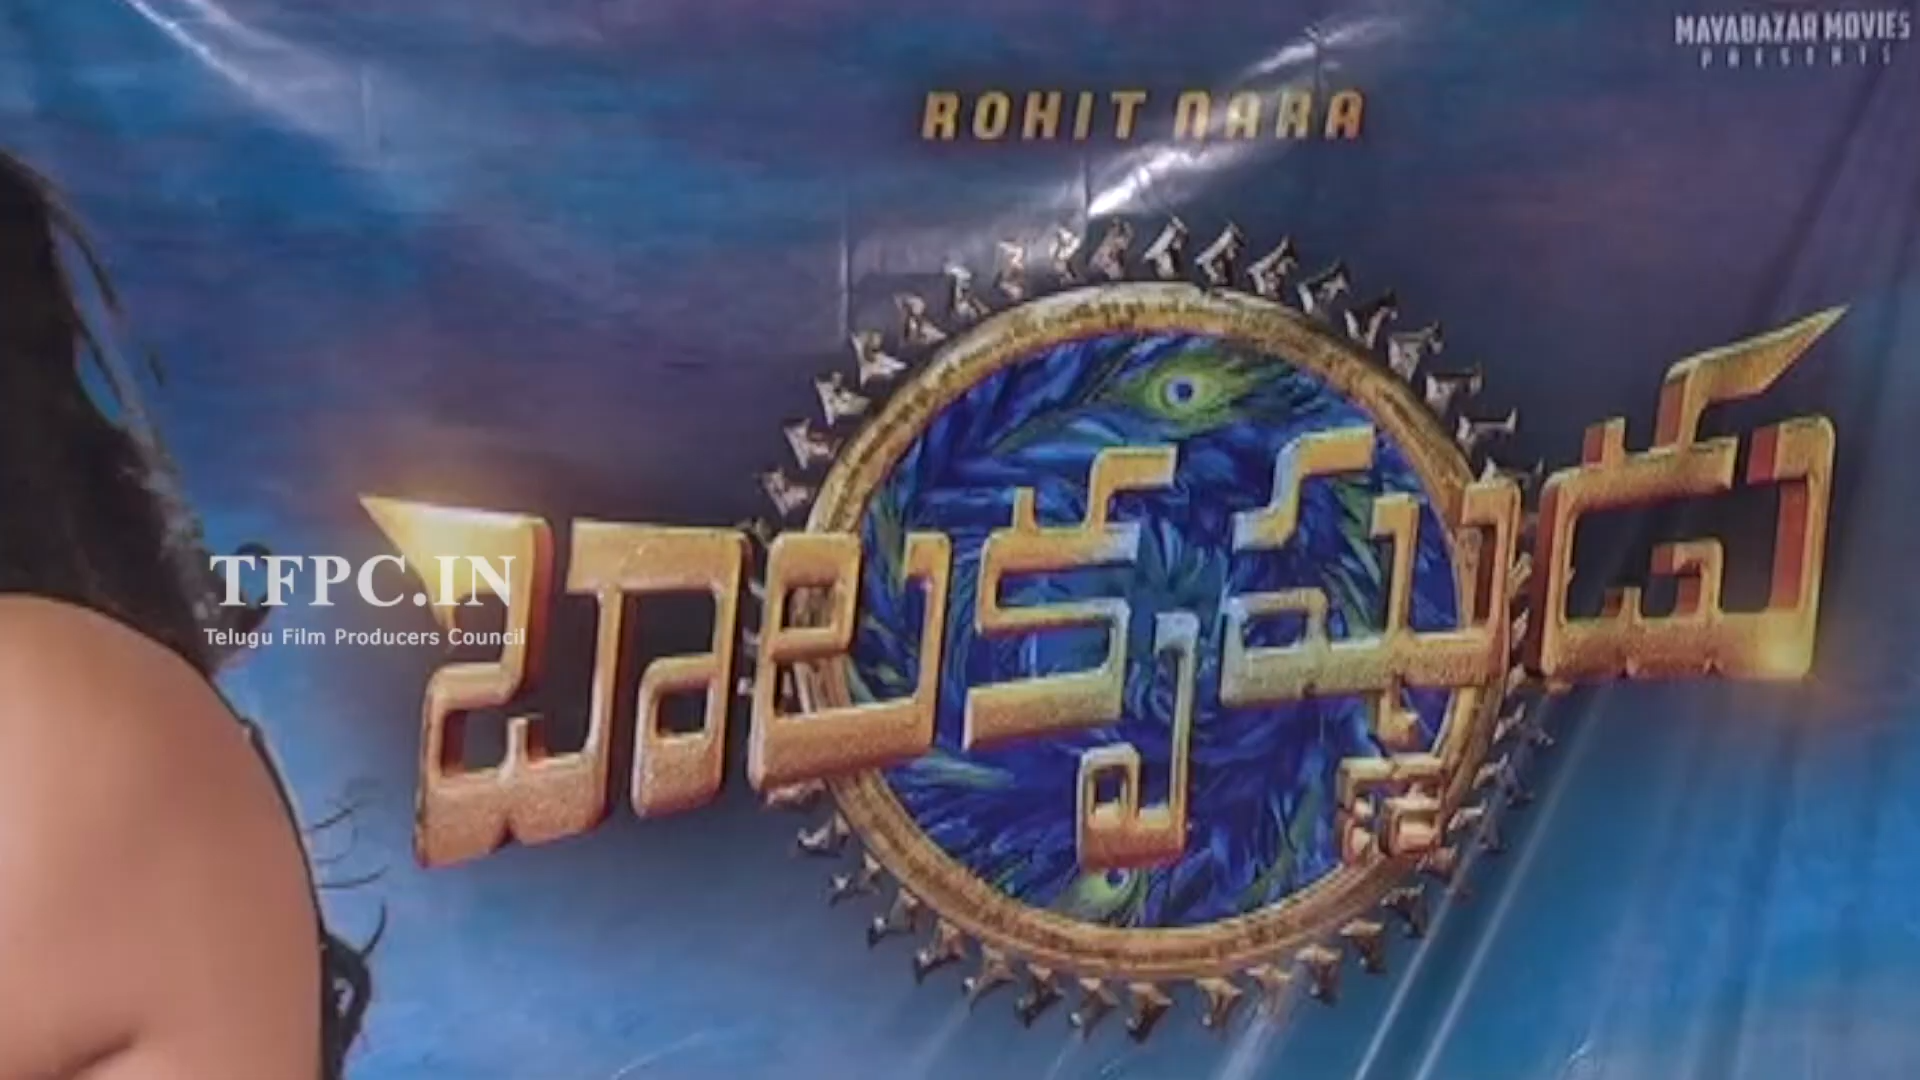 MAYABAZAR MOVIES
PRESENTS
ROHIT NARA
బాలకృష్ణుడు
TFPC.IN
Telugu Film Producers Council